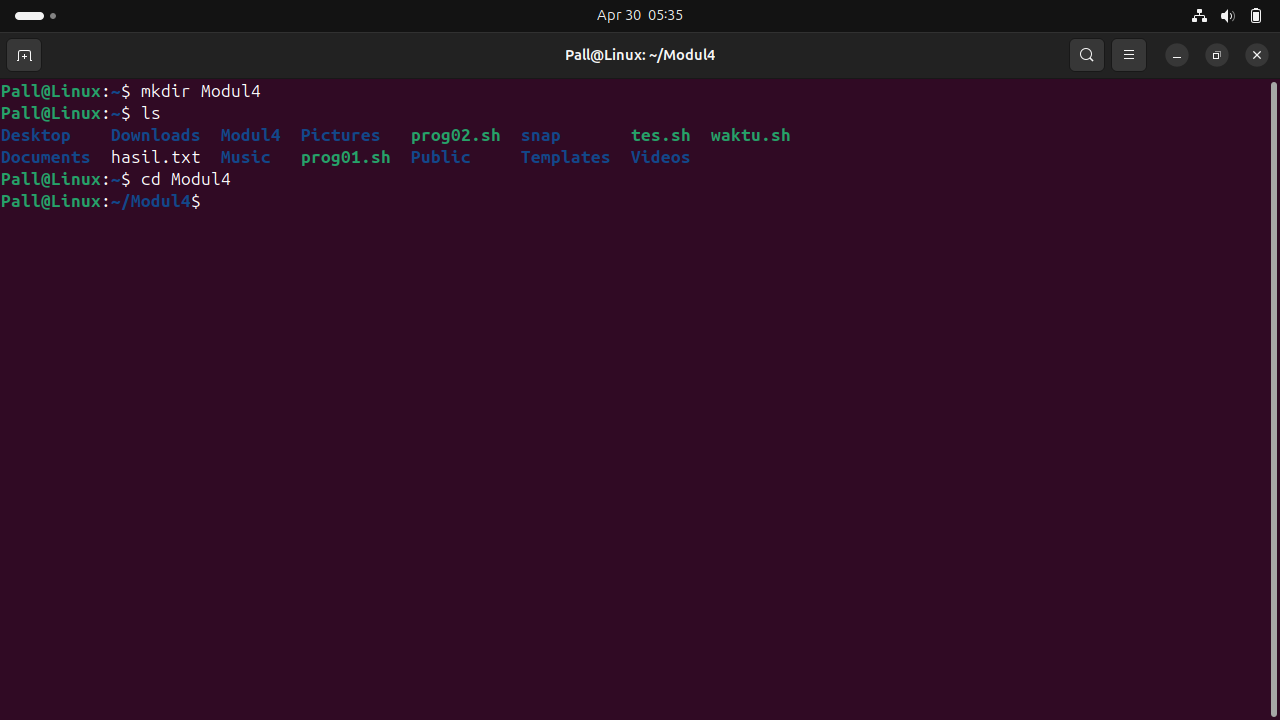 Apr 30 05:35
Pall@Linux: ~/Modul4
Pall@Linux:~$ mkdir Modul4
Pall@Linux:~$ ls
Desktop Downloads Modul4 Pictures prog02.sh snap tes.sh waktu.sh
Documents hasil.txt Music prog01.sh Public Templates Videos
Pall@Linux:~$ cd Modul4
Pall@Linux:~/Modul4$